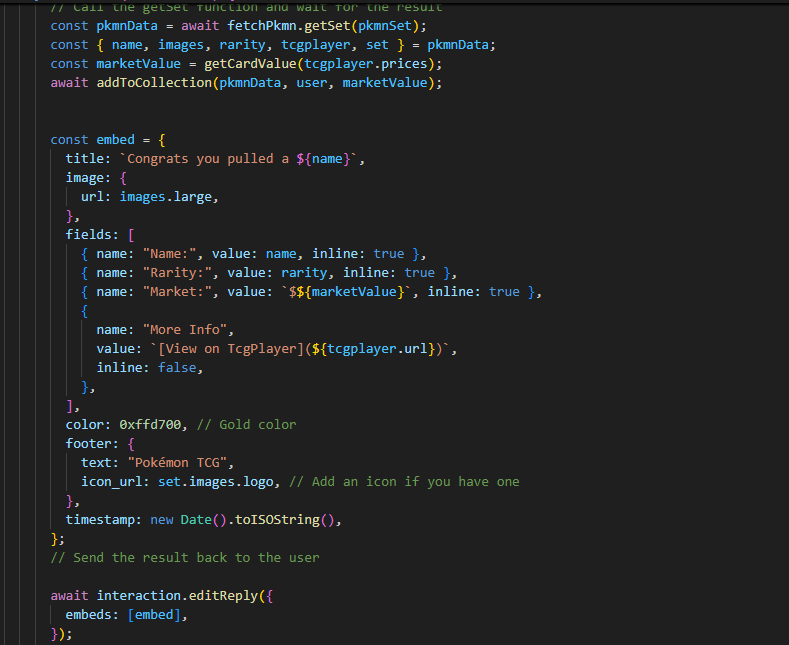 // Call the getSet function and wait for the result
const pkmnData = await fetchPkmn.getSet(pkmnSet);
const { name, images, rarity, tcgplayer, set } = pkmnData;
const marketValue = getCardValue(tcgplayer.prices);
await addToCollection(pkmnData, user, marketValue);
const embed = {
title: `Congrats you pulled a ${name}`,
image: {
url: images.large,
},
fields: [
{ name: "Name:", value: name, inline: true },
{ name: "Rarity:", value: rarity, inline: true },
{ name: "Market:", value: `$${marketValue}`, inline: true },
{
name: "More Info",
value: `[View on TcgPlayer](${tcgplayer.url})`,
inline: false,
},
],
color: 0xffd700, // Gold color
footer: {
text: "Pokémon TCG",
icon_url: set.images.logo, // Add an icon if you have one
},
timestamp: new Date().toISOString(),
};
// Send the result back to the user
await interaction.editReply({
embeds: [embed],
});